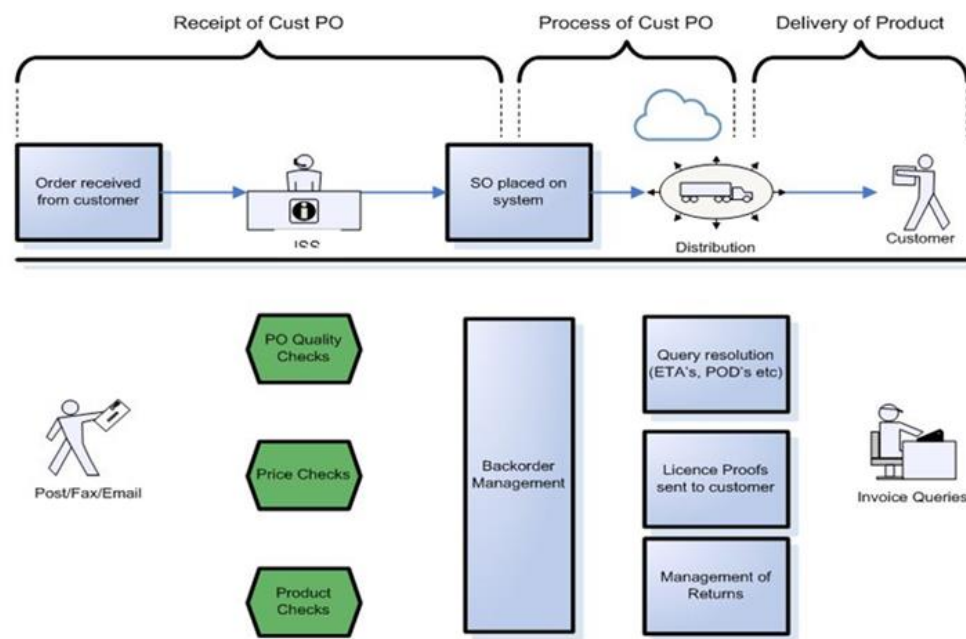 Receipt of Cust PO
Process of Cust PO
Delivery of Product
Order received
from customer
ISS
SO placed on
system
Distribution
Customer
PO Quality
Checks
Query resolution
(ETA's, POD's etc)
Post/Fax/Email
Price Checks
Backorder
Management
Licence Proofs
sent to customer
Invoice Queries
Product
Checks
Management of
Returns